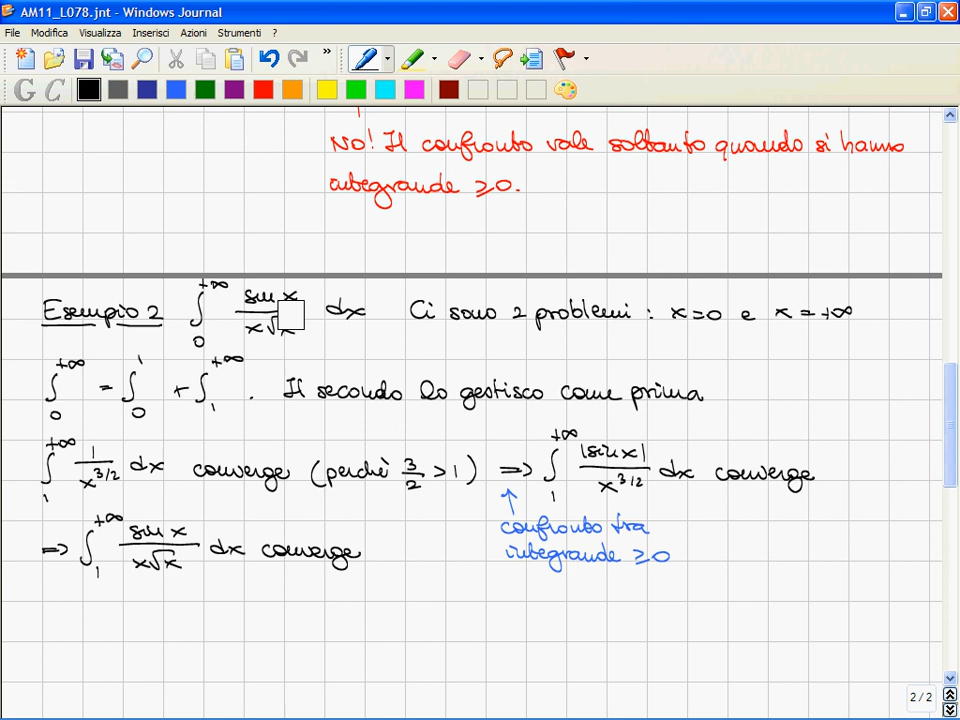 AM11_L078.jnt - Windows Journal
File Modifica Visualizza Inserisci Azioni Strumenti ?
»
G C
No! Il confronto vale soltanto quando si hanno
integrande ≥0.
Esempio 2 ∫₀^{+∞} sin x / x√x dx Ci sono 2 problemi : x=0 e x=+∞
∫₀^{+∞} = ∫₀^1 + ∫₁^{+∞} . Il secondo lo gestisco come prima
∫₁^{+∞} 1/x^{3/2} dx converge (perchè 3/2 >1) ⇒ ∫₁^{+∞} |sin x|/x^{3/2} dx converge
↑ confronto tra
integrande ≥0
⇒ ∫₁^{+∞} sin x / x√x dx converge
2 / 2